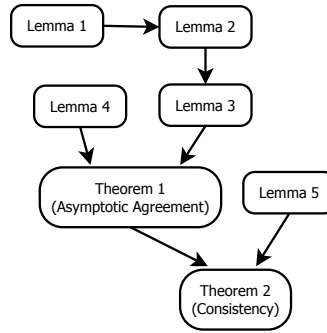 Lemma 1
Lemma 2
Lemma 4
Lemma 3
Theorem 1
(Asymptotic Agreement)
Lemma 5
Theorem 2
(Consistency)